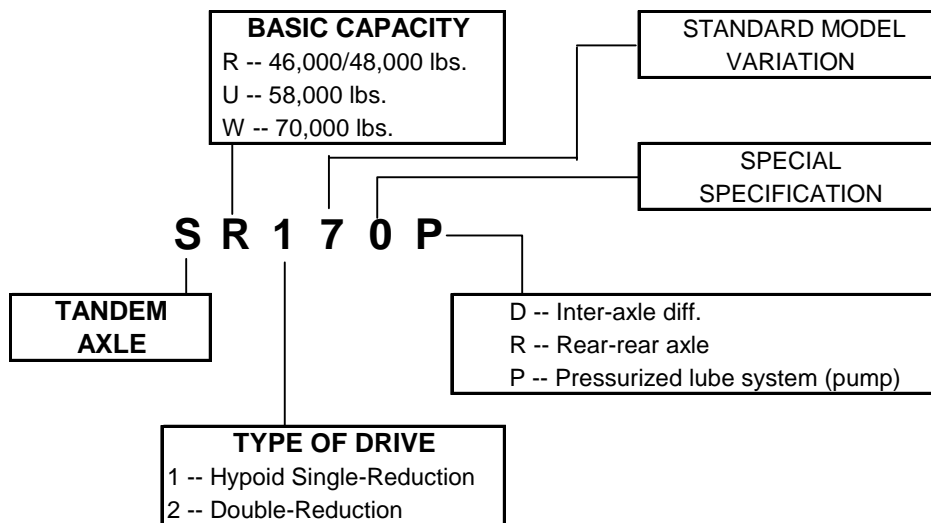 BASIC CAPACITY
R -- 46,000/48,000 lbs.
U -- 58,000 lbs.
W -- 70,000 lbs.
STANDARD MODEL
VARIATION
SPECIAL
SPECIFICATION
S R 1 7 0 P
TANDEM
AXLE
D -- Inter-axle diff.
R -- Rear-rear axle
P -- Pressurized lube system (pump)
TYPE OF DRIVE
1 -- Hypoid Single-Reduction
2 -- Double-Reduction